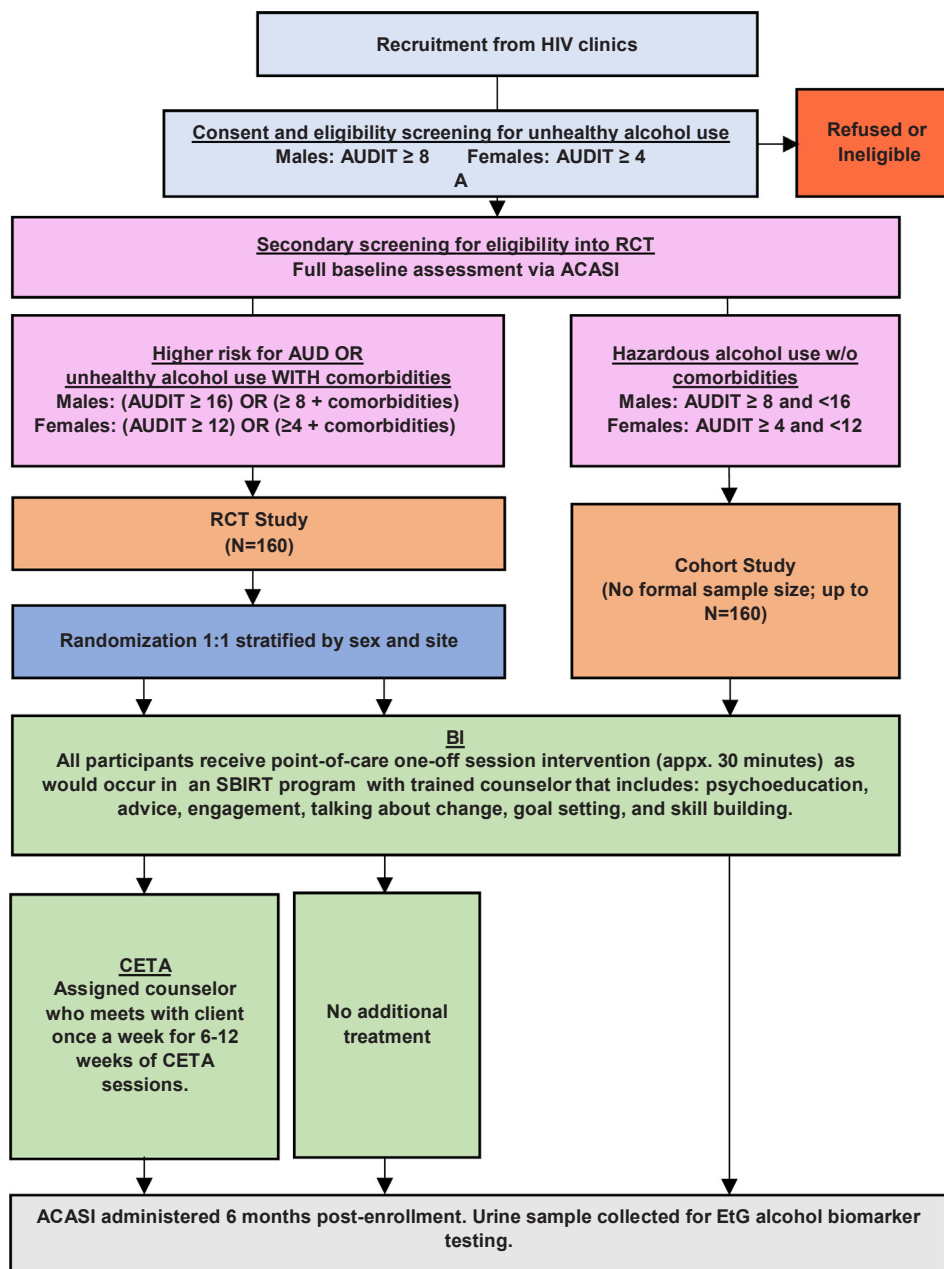 Recruitment from HIV clinics
Consent and eligibility screening for unhealthy alcohol use
Males: AUDIT ≥ 8 Females: AUDIT ≥ 4
A
Refused or
Ineligible
Secondary screening for eligibility into RCT
Full baseline assessment via ACASI
Higher risk for AUD OR
unhealthy alcohol use WITH comorbidities
Males: (AUDIT ≥ 16) OR (≥ 8 + comorbidities)
Females: (AUDIT ≥ 12) OR (≥4 + comorbidities)
Hazardous alcohol use w/o
comorbidities
Males: AUDIT ≥ 8 and <16
Females: AUDIT ≥ 4 and <12
RCT Study
(N=160)
Cohort Study
(No formal sample size; up to
N=160)
Randomization 1:1 stratified by sex and site
BI
All participants receive point-of-care one-off session intervention (appx. 30 minutes) as
would occur in an SBIRT program with trained counselor that includes: psychoeducation,
advice, engagement, talking about change, goal setting, and skill building.
CETA
Assigned counselor
who meets with client
once a week for 6-12
weeks of CETA
sessions.
No additional
treatment
ACASI administered 6 months post-enrollment. Urine sample collected for EtG alcohol biomarker
testing.